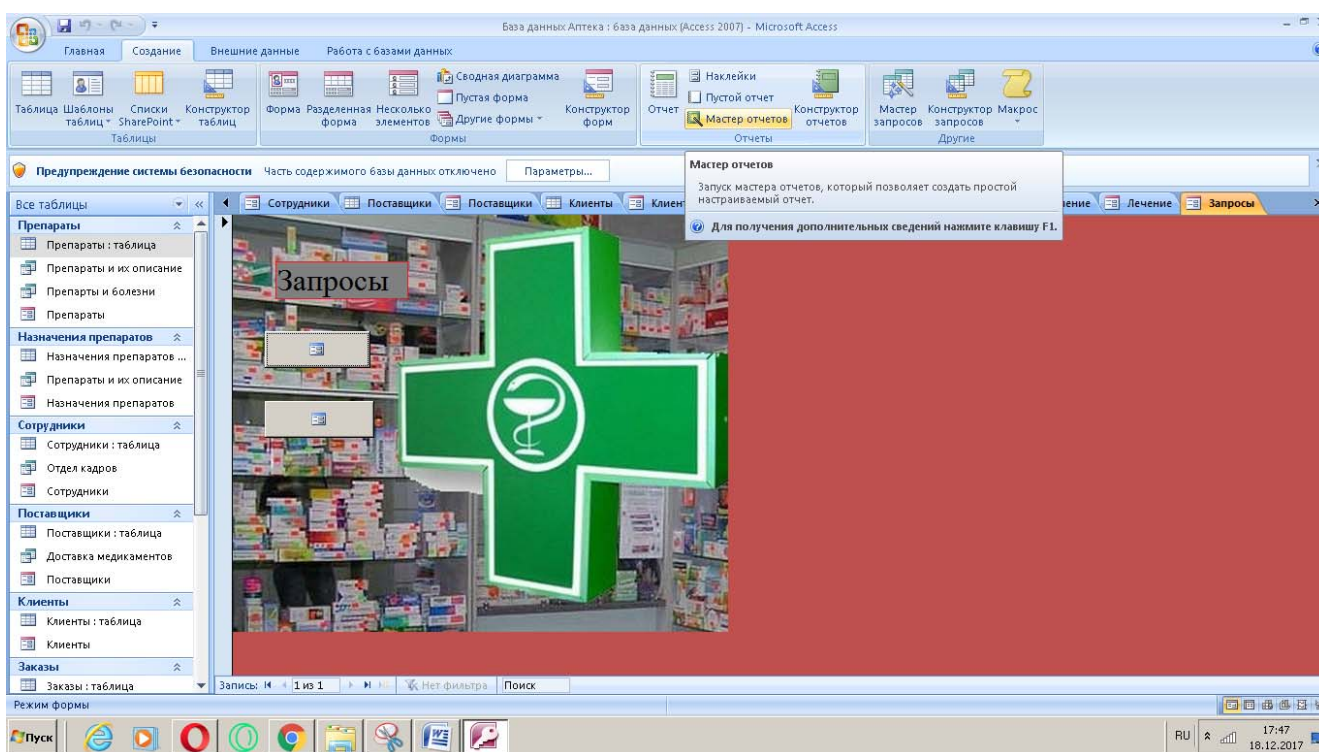 База данных Аптека : база данных (Access 2007) - Microsoft Access
Главная Создание Внешние данные Работа с базами данных
Таблица Шаблоны таблиц Списки SharePoint Конструктор таблиц
Таблицы
Форма Разделенная форма Несколько элементов
Сводная диаграмма
Пустая форма
Другие формы
Конструктор форм
Формы
Отчет
Наклейки
Пустой отчет
Мастер отчетов
Конструктор отчетов
Отчеты
Мастер запросов Конструктор запросов Макрос
Другие
Предупреждение системы безопасности Часть содержимого базы данных отключено Параметры...
Мастер отчетов
Запуск мастера отчетов, который позволяет создать простой
настраиваемый отчет.
Для получения дополнительных сведений нажмите клавишу F1.
Все таблицы
Сотрудники Поставщики Поставщики Клиенты Лечение Запросы
Препараты
Препараты : таблица
Препараты и их описание
Препарты и болезни
Препараты
Назначения препаратов
Назначения препаратов ...
Препараты и их описание
Назначения препаратов
Сотрудники
Сотрудники : таблица
Отдел кадров
Сотрудники
Поставщики
Поставщики : таблица
Доставка медикаментов
Поставщики
Клиенты
Клиенты : таблица
Клиенты
Заказы
Заказы : таблица
Запросы
Запись: 1 из 1 Нет фильтра Поиск
Режим формы
Пуск
RU 17:47
18.12.2017